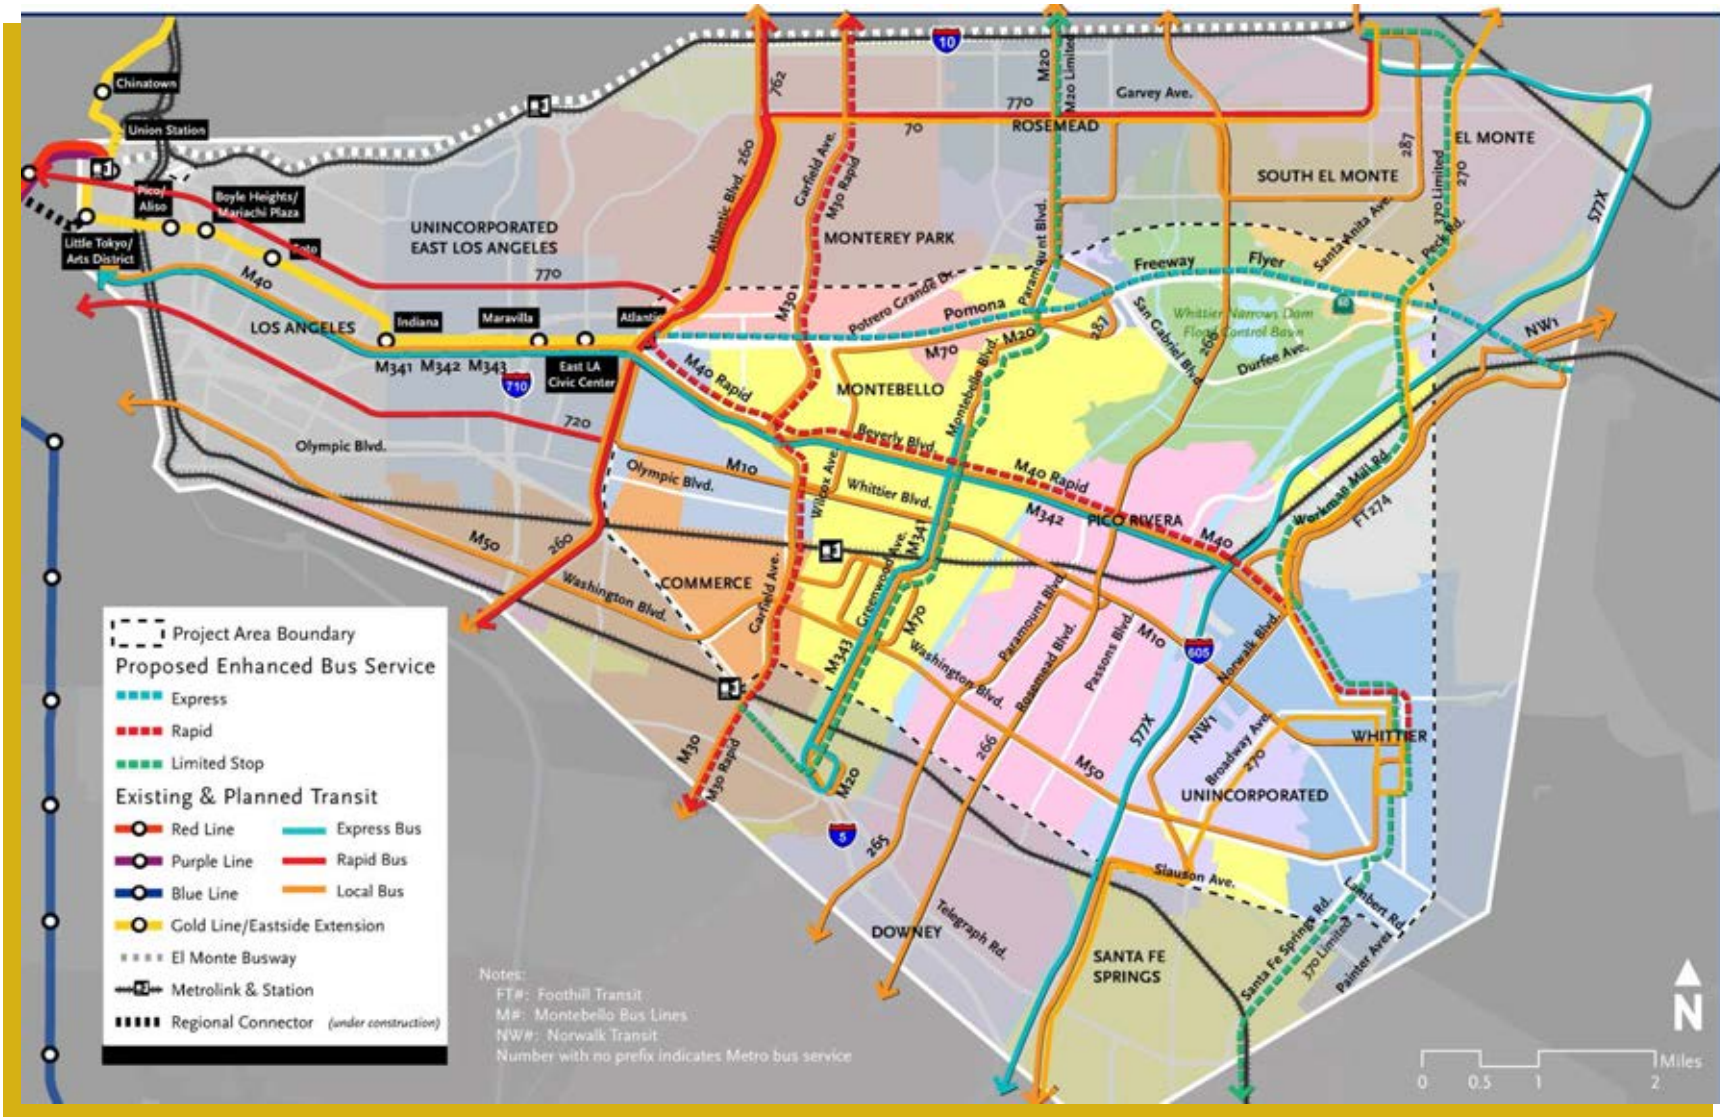 10
Chinatown
Union Station
Pico/
Aliso
Boyle Heights/
Mariachi Plaza
Little Tokyo/
Arts District
Soto
Indiana
Maravilla
Atlantic
East LA
Civic Center
UNINCORPORATED
EAST LOS ANGELES
LOS ANGELES
MONTEREY PARK
ROSEMEAD
SOUTH EL MONTE
EL MONTE
MONTEBELLO
COMMERCE
PICO RIVERA
WHITTIER
UNINCORPORATED
DOWNEY
SANTA FE
SPRINGS
762
260
Atlantic Blvd.
Garfield Ave.
M30 Rapid
M30
770
70
M20
M20 Limited
Garvey Ave.
287
370 Limited
270
577X
Peck Rd.
Santa Anita Ave.
Paramount Blvd.
Potrero Grande Dr.
Pomona
Freeway
Flyer
60
Whittier Narrows Dam
Flood Control Basin
San Gabriel Blvd.
266
Durfee Ave.
NW1
287
M70
M20
Montebello Blvd.
770
M40
M341
M342
M343
710
M40 Rapid
720
Olympic Blvd.
Olympic Blvd.
M10
Wilcox Ave.
Beverly Blvd.
Whittier Blvd.
M40 Rapid
M342
M40
Workman Mill Rd.
FT274
M50
260
Washington Blvd.
Garfield Ave.
Greenwood Ave.
M341
M70
M343
Washington Blvd.
Paramount Blvd.
Rosemead Blvd.
Passons Blvd.
M10
605
Norwalk Blvd.
M30
M30 Rapid
M20
5
265
266
M50
577X
NW1
Broadway Ave.
270
Slauson Ave.
Telegraph Rd.
Santa Fe Springs Rd.
370 Limited
Lambert Rd.
Painter Ave.
Project Area Boundary
Proposed Enhanced Bus Service
Express
Rapid
Limited Stop
Existing & Planned Transit
Red Line
Express Bus
Purple Line
Rapid Bus
Blue Line
Local Bus
Gold Line/Eastside Extension
El Monte Busway
Metrolink & Station
Regional Connector (under construction)
Notes:
FT#: Foothill Transit
M#: Montebello Bus Lines
NW#: Norwalk Transit
Number with no prefix indicates Metro bus service
N
Miles
0 0.5 1 2